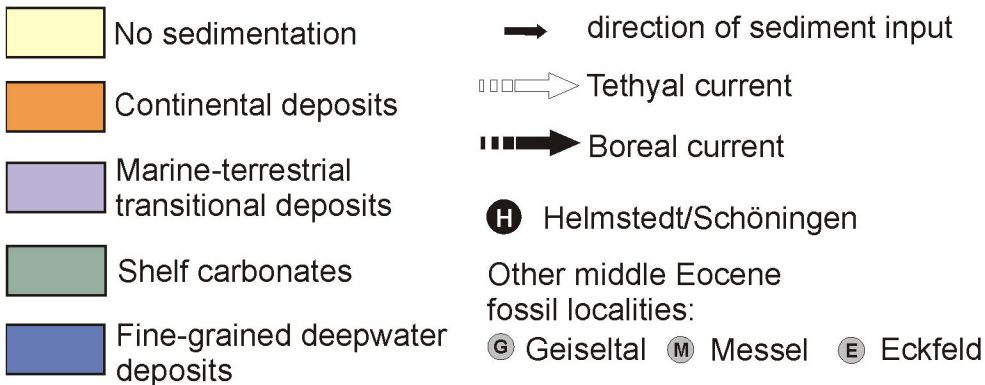 No sedimentation
Continental deposits
Marine-terrestrial
transitional deposits
Shelf carbonates
Fine-grained deepwater
deposits
direction of sediment input
Tethyal current
Boreal current
H Helmstedt/Schöningen
Other middle Eocene
fossil localities:
G Geiseltal M Messel E Eckfeld